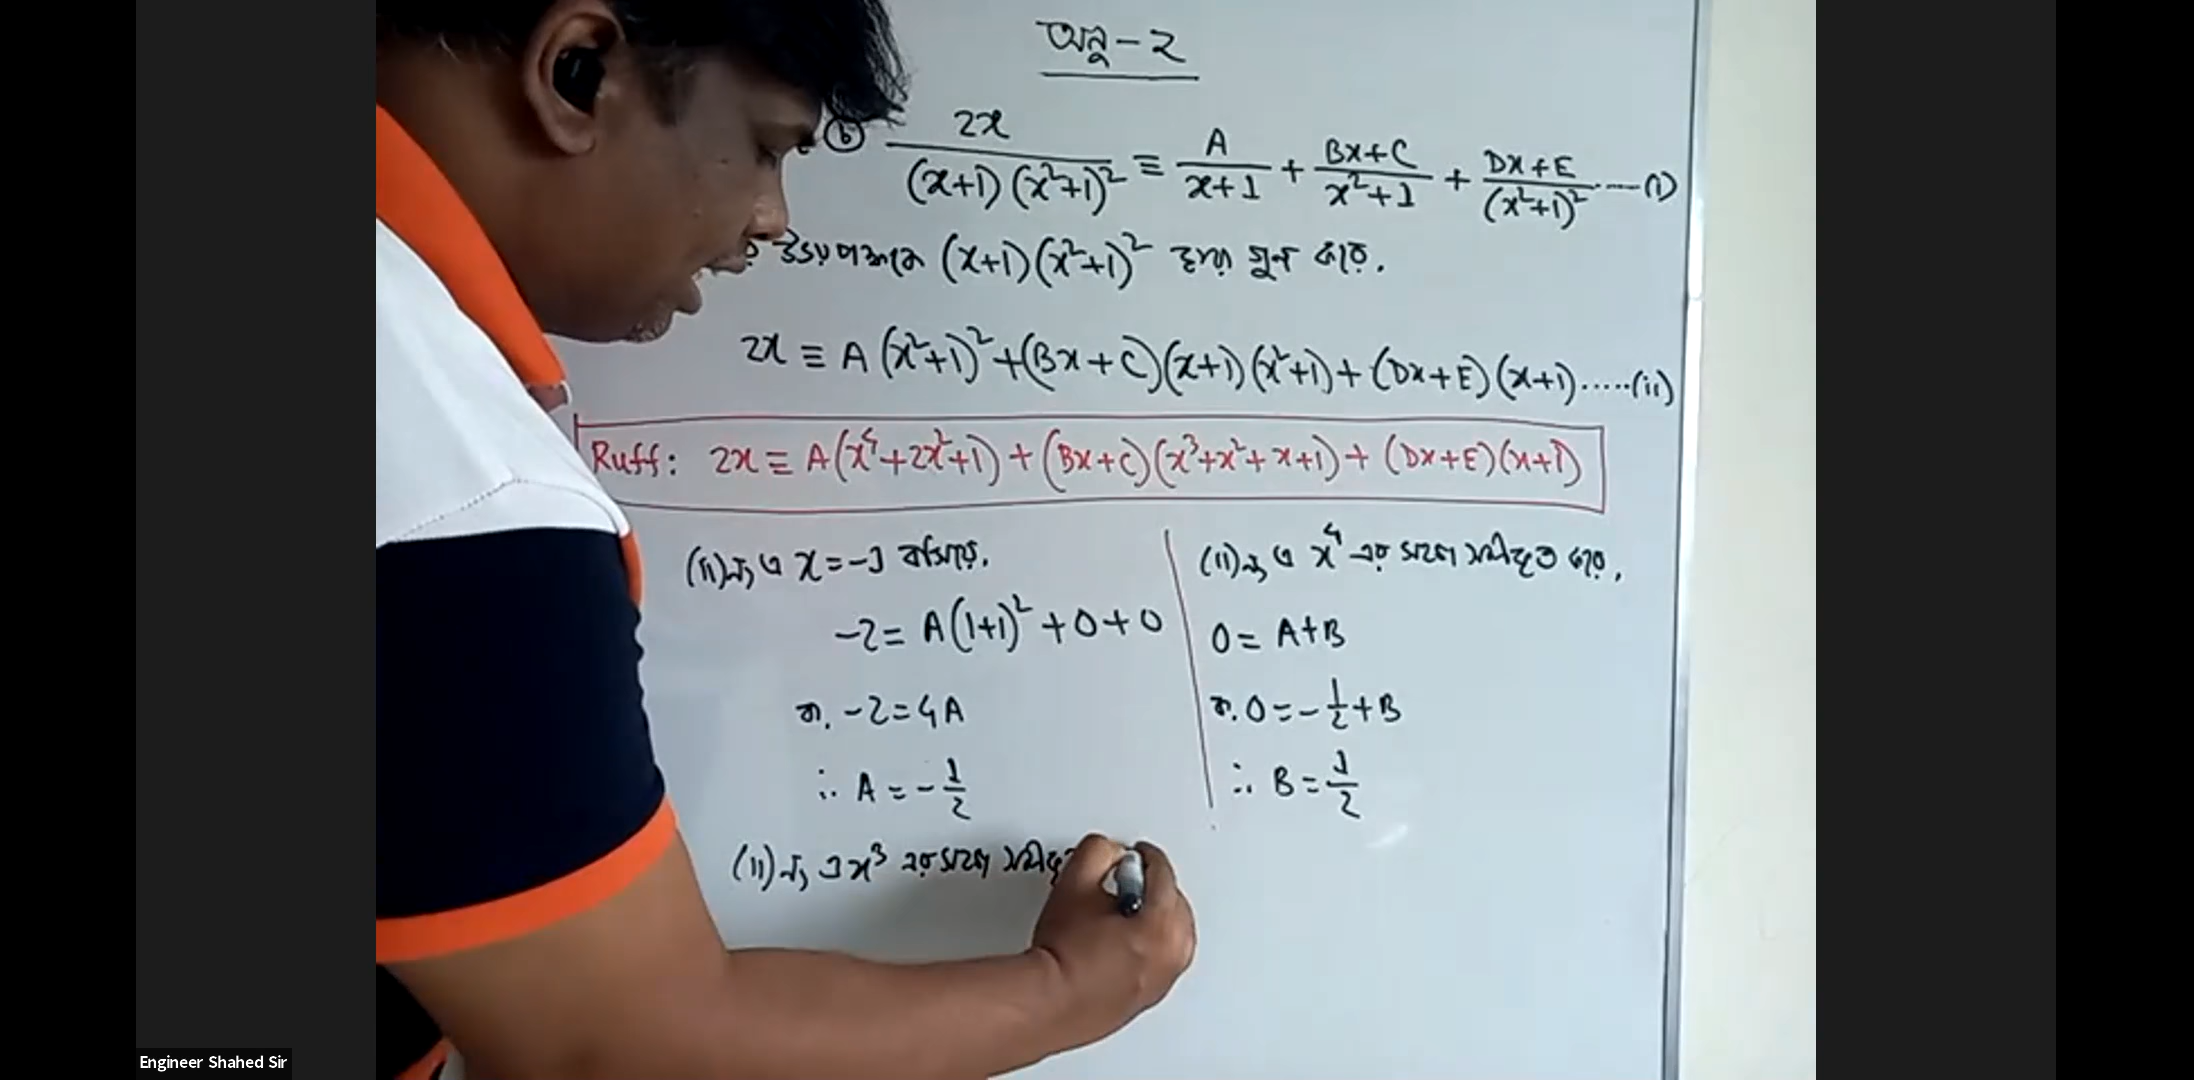 অনু-২
(b) 2x/((x+1)(x²+1)²) ≡ A/(x+1) + (Bx+C)/(x²+1) + (Dx+E)/(x²+1)² ----(i)
উভয়পক্ষকে (x+1)(x²+1)² দ্বারা গুন করে,
2x ≡ A(x²+1)²+(Bx+C)(x+1)(x²+1)+(Dx+E)(x+1).....(ii)
Ruff: 2x ≡ A(x⁴+2x²+1)+(Bx+C)(x³+x²+x+1)+(Dx+E)(x+1)
(ii)নং এ x=-1 বসিয়ে,
-2= A(1+1)²+0+0
বা, -2=4A
∴ A = -1/2
(ii)নং এ x⁴ এর সহগ সমীকৃত করে,
0= A+B
বা, 0=-1/2+B
∴ B=1/2
(ii)নং এ x³ এর সহগ
Engineer Shahed Sir